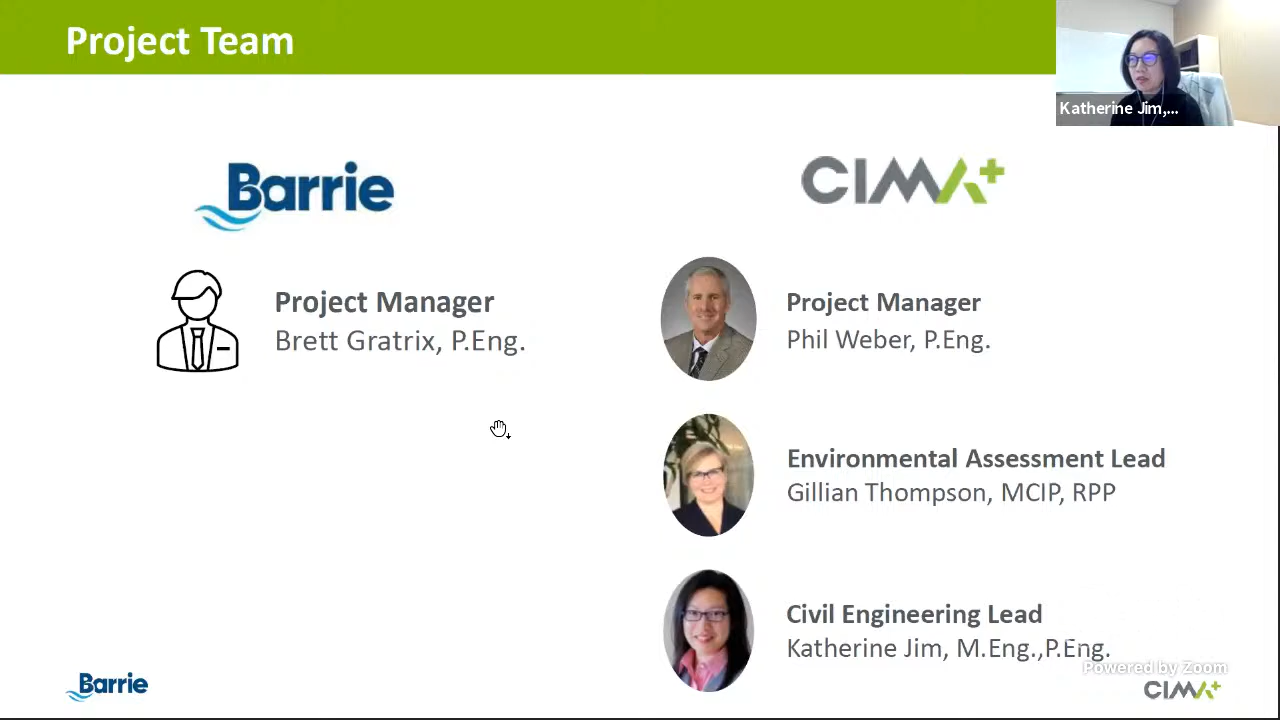 Project Team
Katherine Jim,...
Barrie
CIMA+
Project Manager
Brett Gratrix, P.Eng.
Project Manager
Phil Weber, P.Eng.
Environmental Assessment Lead
Gillian Thompson, MCIP, RPP
Civil Engineering Lead
Katherine Jim, M.Eng.,P.Eng.
Powered by Zoom
Barrie
CIMA+